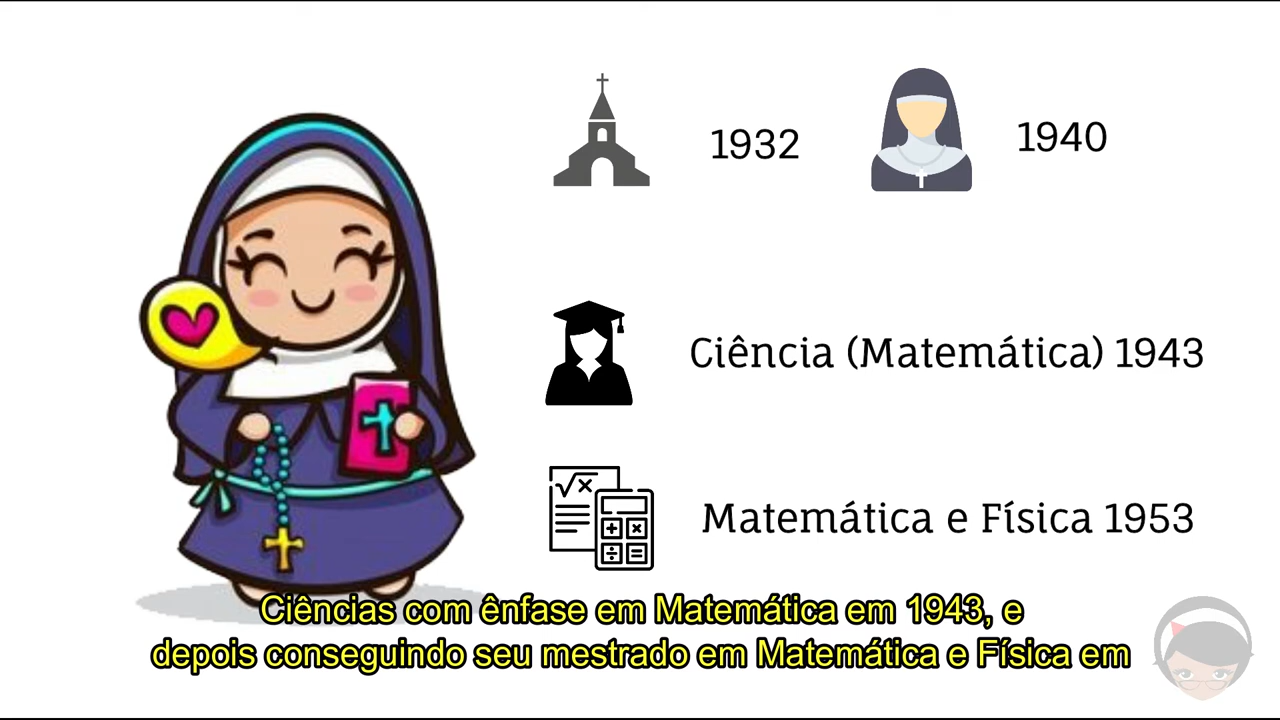 1932
1940
Ciência (Matemática) 1943
Matemática e Física 1953
Ciências com ênfase em Matemática em 1943, e
depois conseguindo seu mestrado em Matemática e Física em